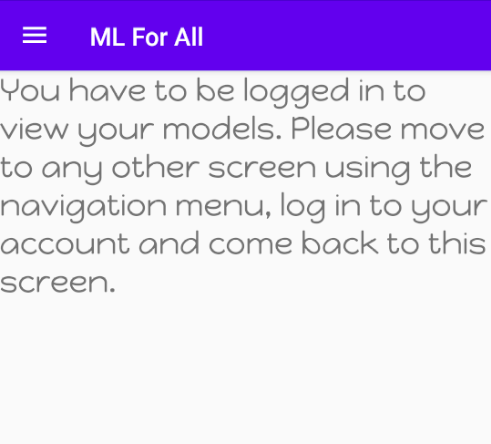 ML For All
You have to be logged in to
view your models. Please move
to any other screen using the
navigation menu, log in to your
account and come back to this
screen.